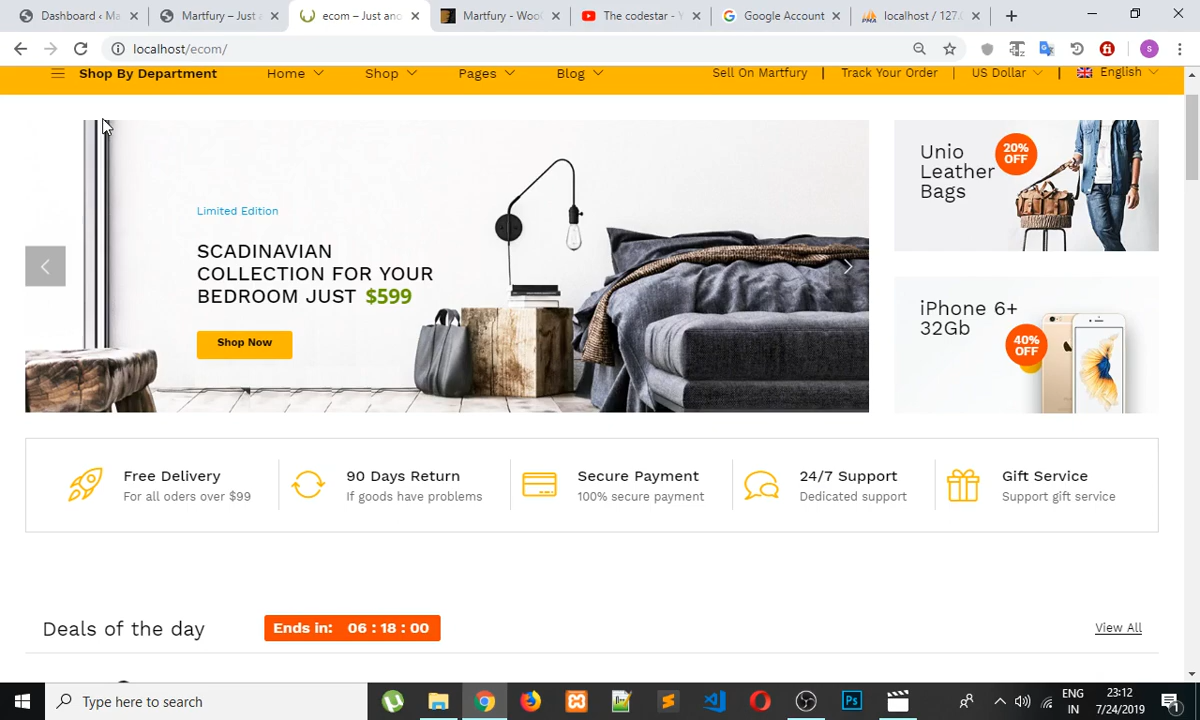 Dashboard ‹ Ma
Martfury – Just a
ecom – Just ano
Martfury - WooC
The codestar - Y
Google Account
localhost / 127.0
localhost/ecom/
Shop By Department
Home
Shop
Pages
Blog
Sell On Martfury
Track Your Order
US Dollar
English
Limited Edition
SCADINAVIAN
COLLECTION FOR YOUR
BEDROOM JUST $599
Shop Now
Unio
Leather
Bags
20%
OFF
iPhone 6+
32Gb
40%
OFF
Free Delivery
For all oders over $99
90 Days Return
If goods have problems
Secure Payment
100% secure payment
24/7 Support
Dedicated support
Gift Service
Support gift service
Deals of the day
Ends in: 06 : 18 : 00
View All
Type here to search
Ps
ENG
IN
23:12
7/24/2019